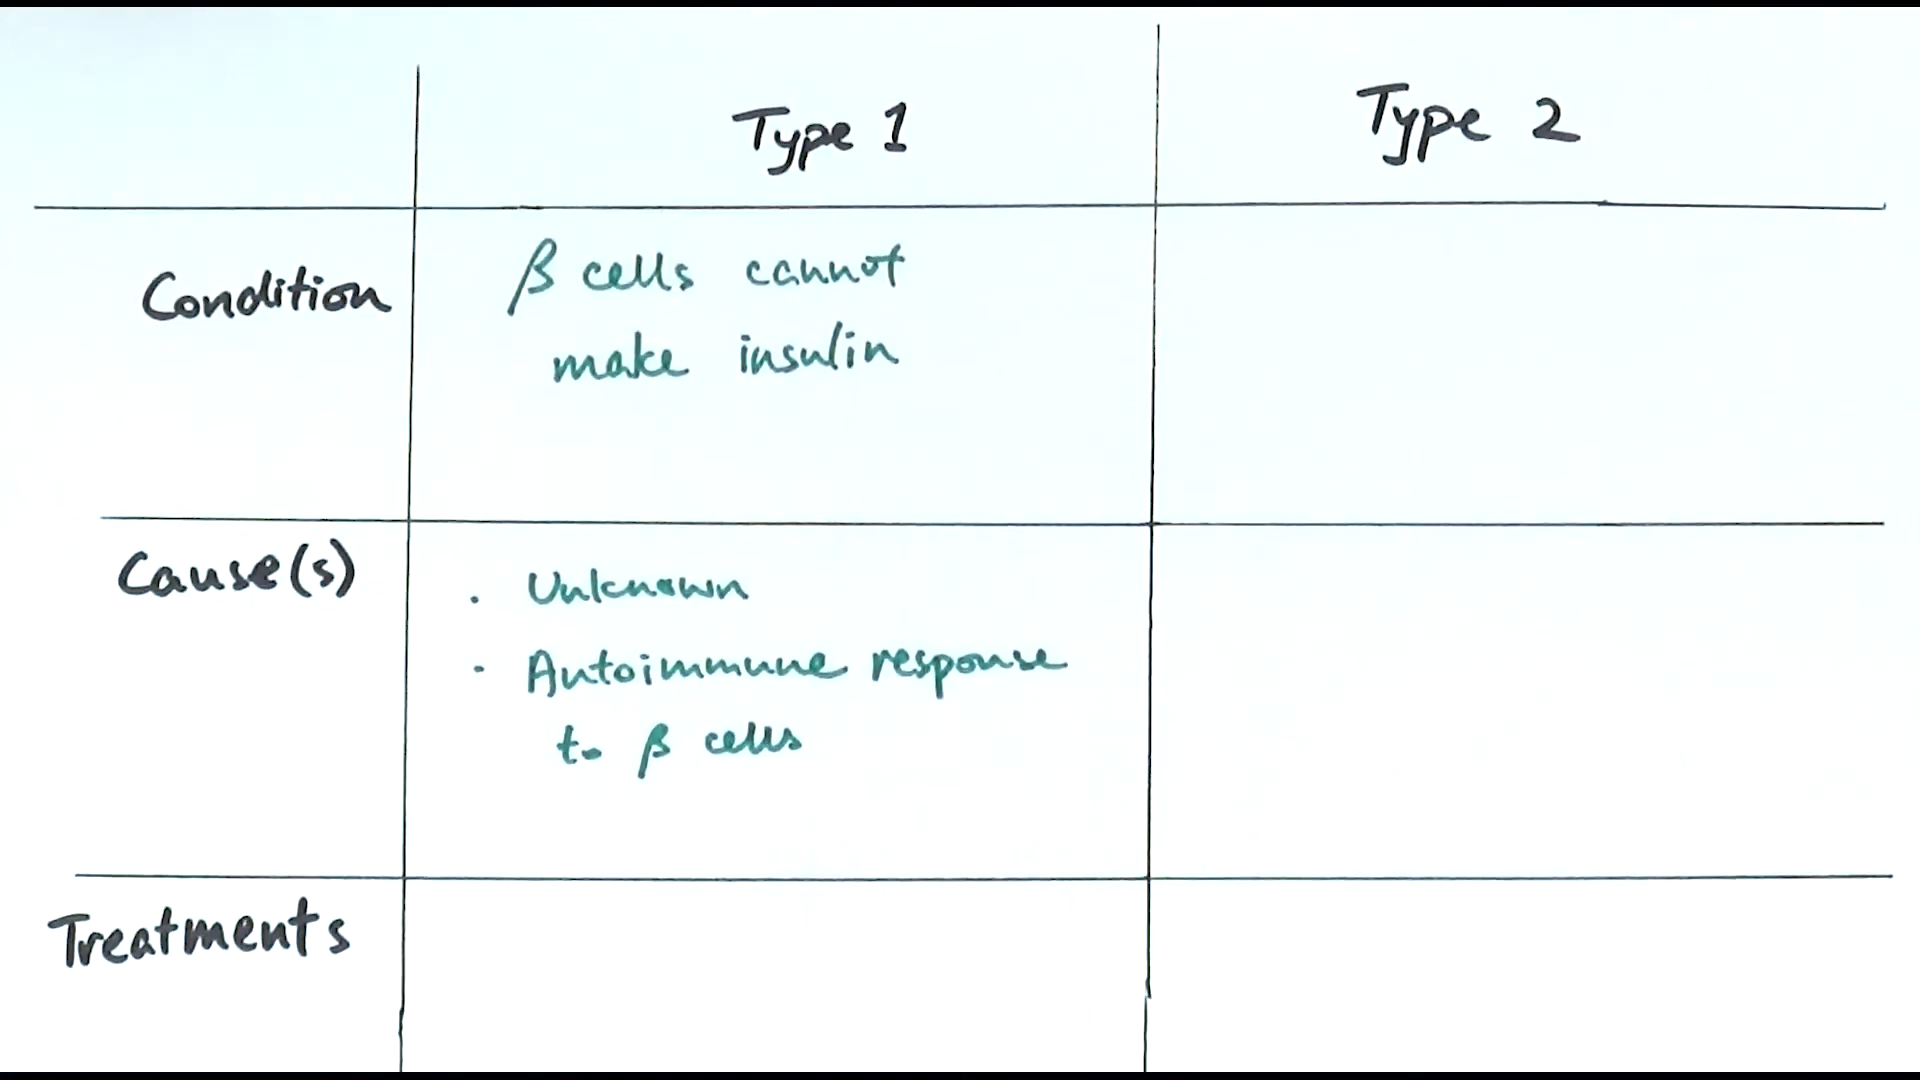 Type 1
Type 2
Condition
β cells cannot
make insulin
Cause(s)
· Unknown
· Autoimmune response
to β cells
Treatments